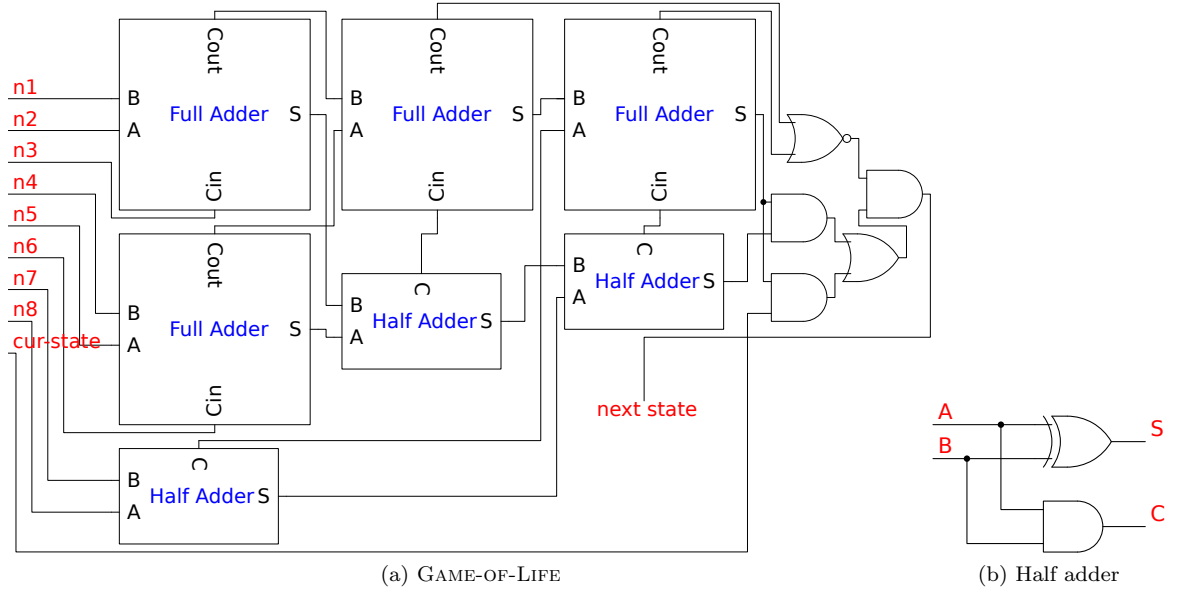 n1
n2
n3
n4
n5
n6
n7
n8
cur-state
Cout
B
A
Full Adder
S
Cin
Cout
B
A
Full Adder
S
Cin
Cout
B
A
Full Adder
S
Cin
Cout
B
A
Full Adder
S
Cin
C
B
A
Half Adder
S
C
B
A
Half Adder
S
C
B
A
Half Adder
S
next state
A
B
S
C
(a) GAME-OF-LIFE
(b) Half adder